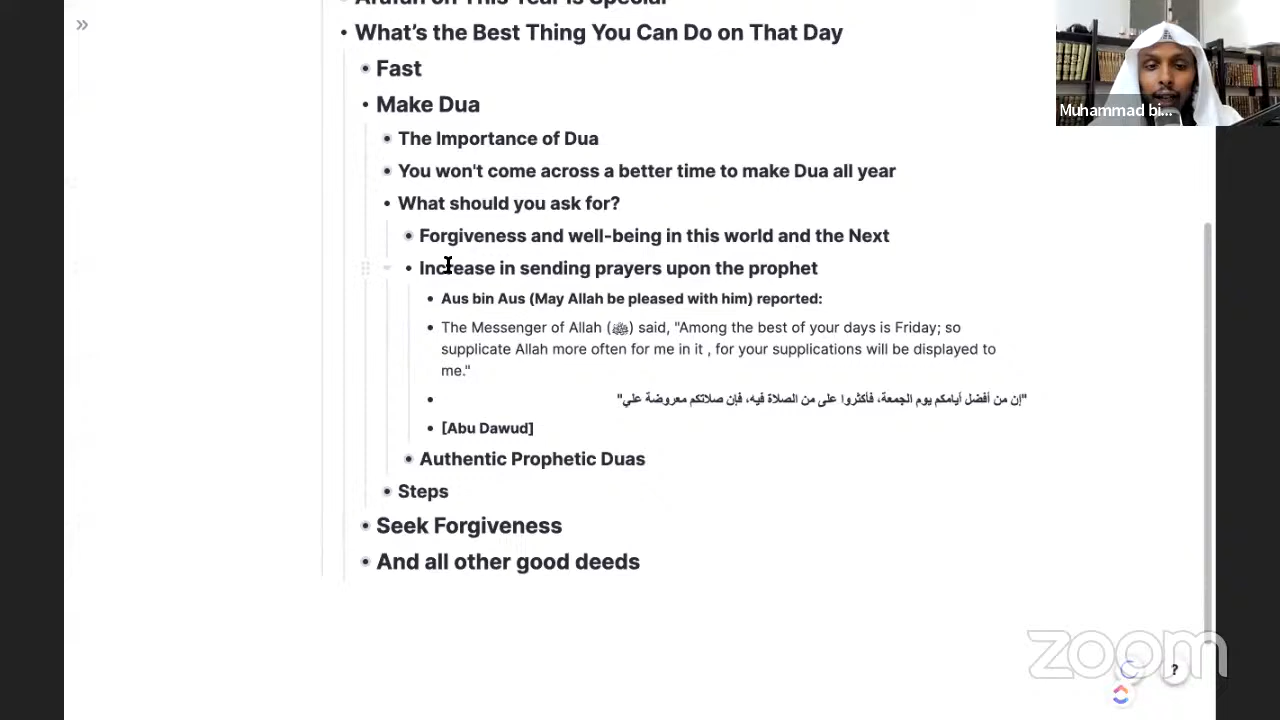 »
What's the Best Thing You Can Do on That Day
Muhammad bi...
Fast
Make Dua
The Importance of Dua
You won't come across a better time to make Dua all year
What should you ask for?
Forgiveness and well-being in this world and the Next
Increase in sending prayers upon the prophet
Aus bin Aus (May Allah be pleased with him) reported:
The Messenger of Allah (ﷺ) said, "Among the best of your days is Friday; so
supplicate Allah more often for me in it , for your supplications will be displayed to
me."
"إن من أفضل أيامكم يوم الجمعة، فأكثروا على من الصلاة فيه، فإن صلاتكم معروضة علي"
[Abu Dawud]
Authentic Prophetic Duas
Steps
Seek Forgiveness
And all other good deeds
zoom
?